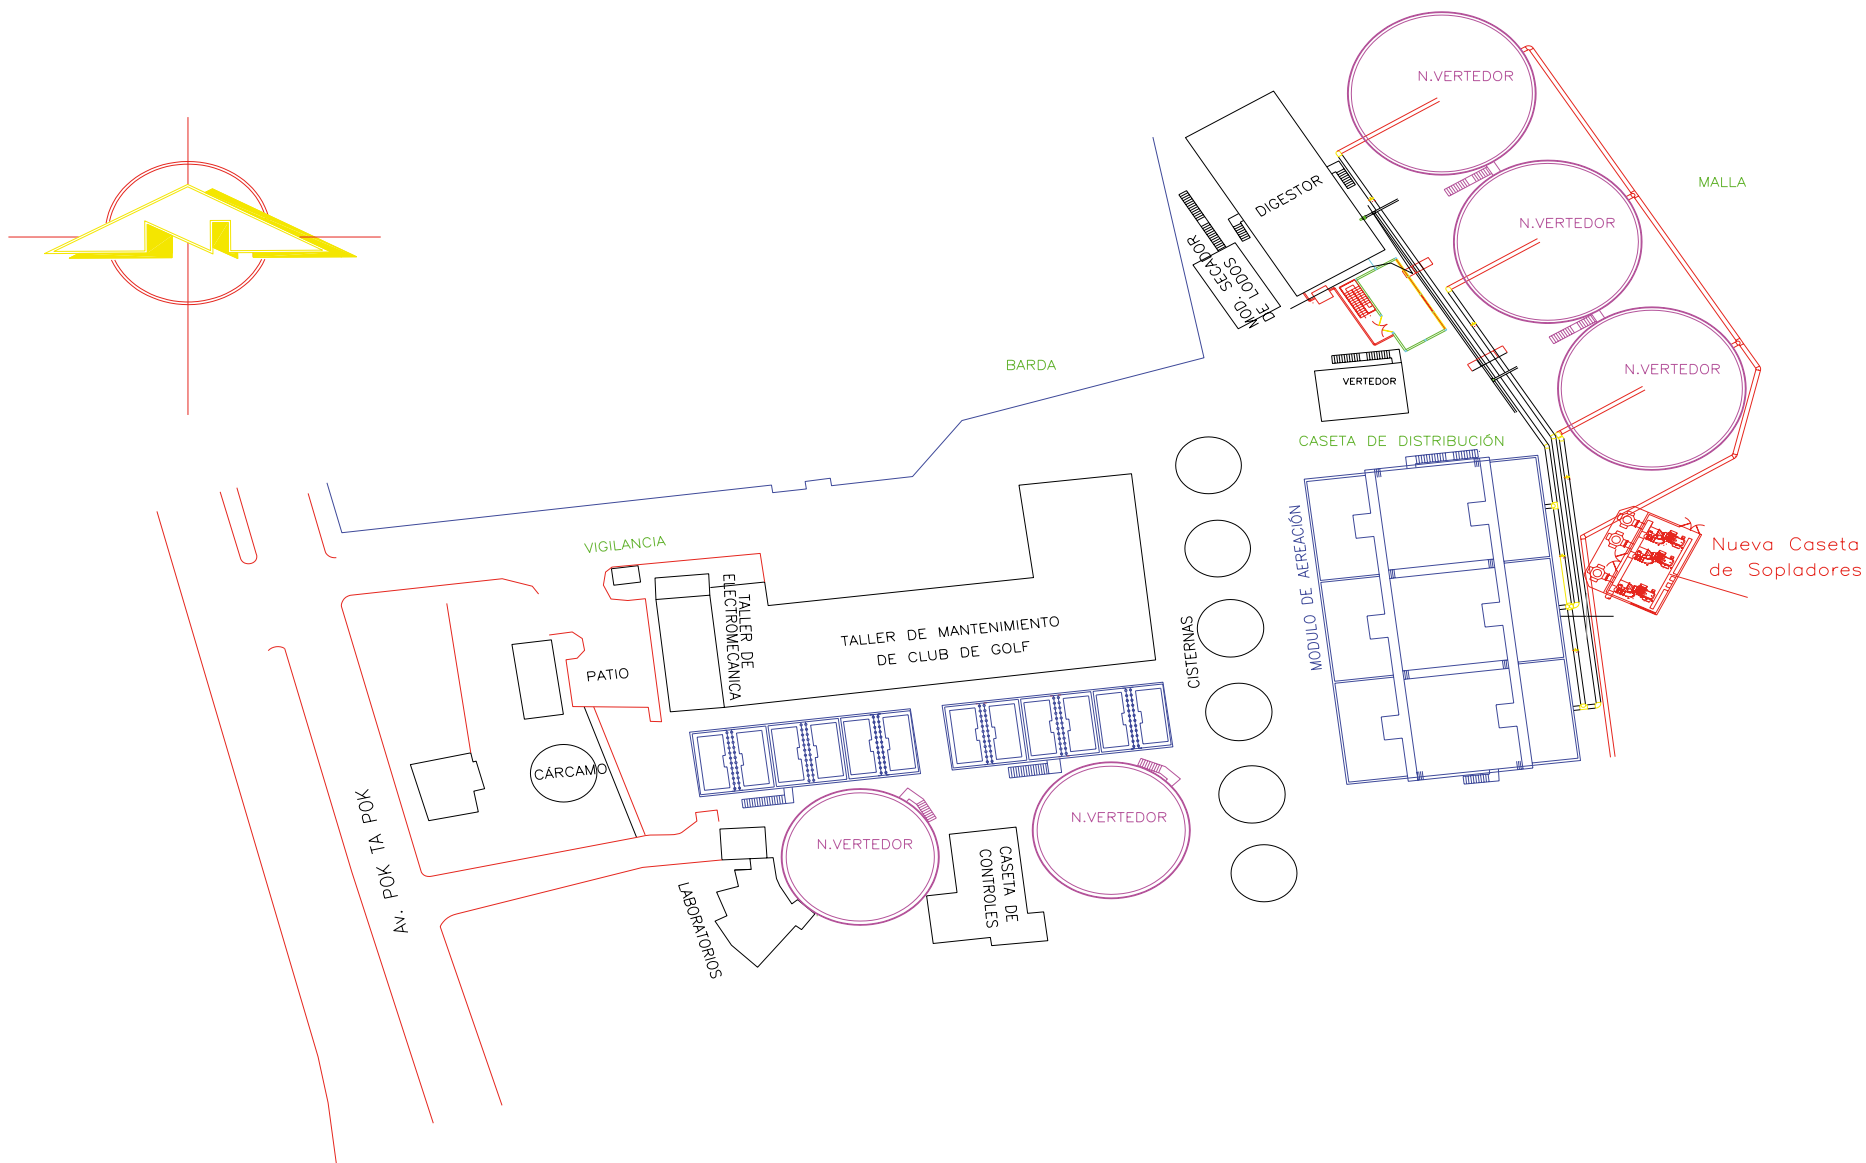 N.VERTEDOR
MALLA
DIGESTOR
N.VERTEDOR
MOD. SECADOR
DE LODOS
BARDA
N.VERTEDOR
VERTEDOR
CASETA DE DISTRIBUCIÓN
VIGILANCIA
Nueva Caseta
de Sopladores
MODULO DE AEREACIÓN
TALLER DE
ELECTROMECANICA
TALLER DE MANTENIMIENTO
DE CLUB DE GOLF
CISTERNAS
PATIO
CÁRCAMO
AV. POK TA POK
N.VERTEDOR
N.VERTEDOR
CASETA DE
CONTROLES
LABORATORIOS